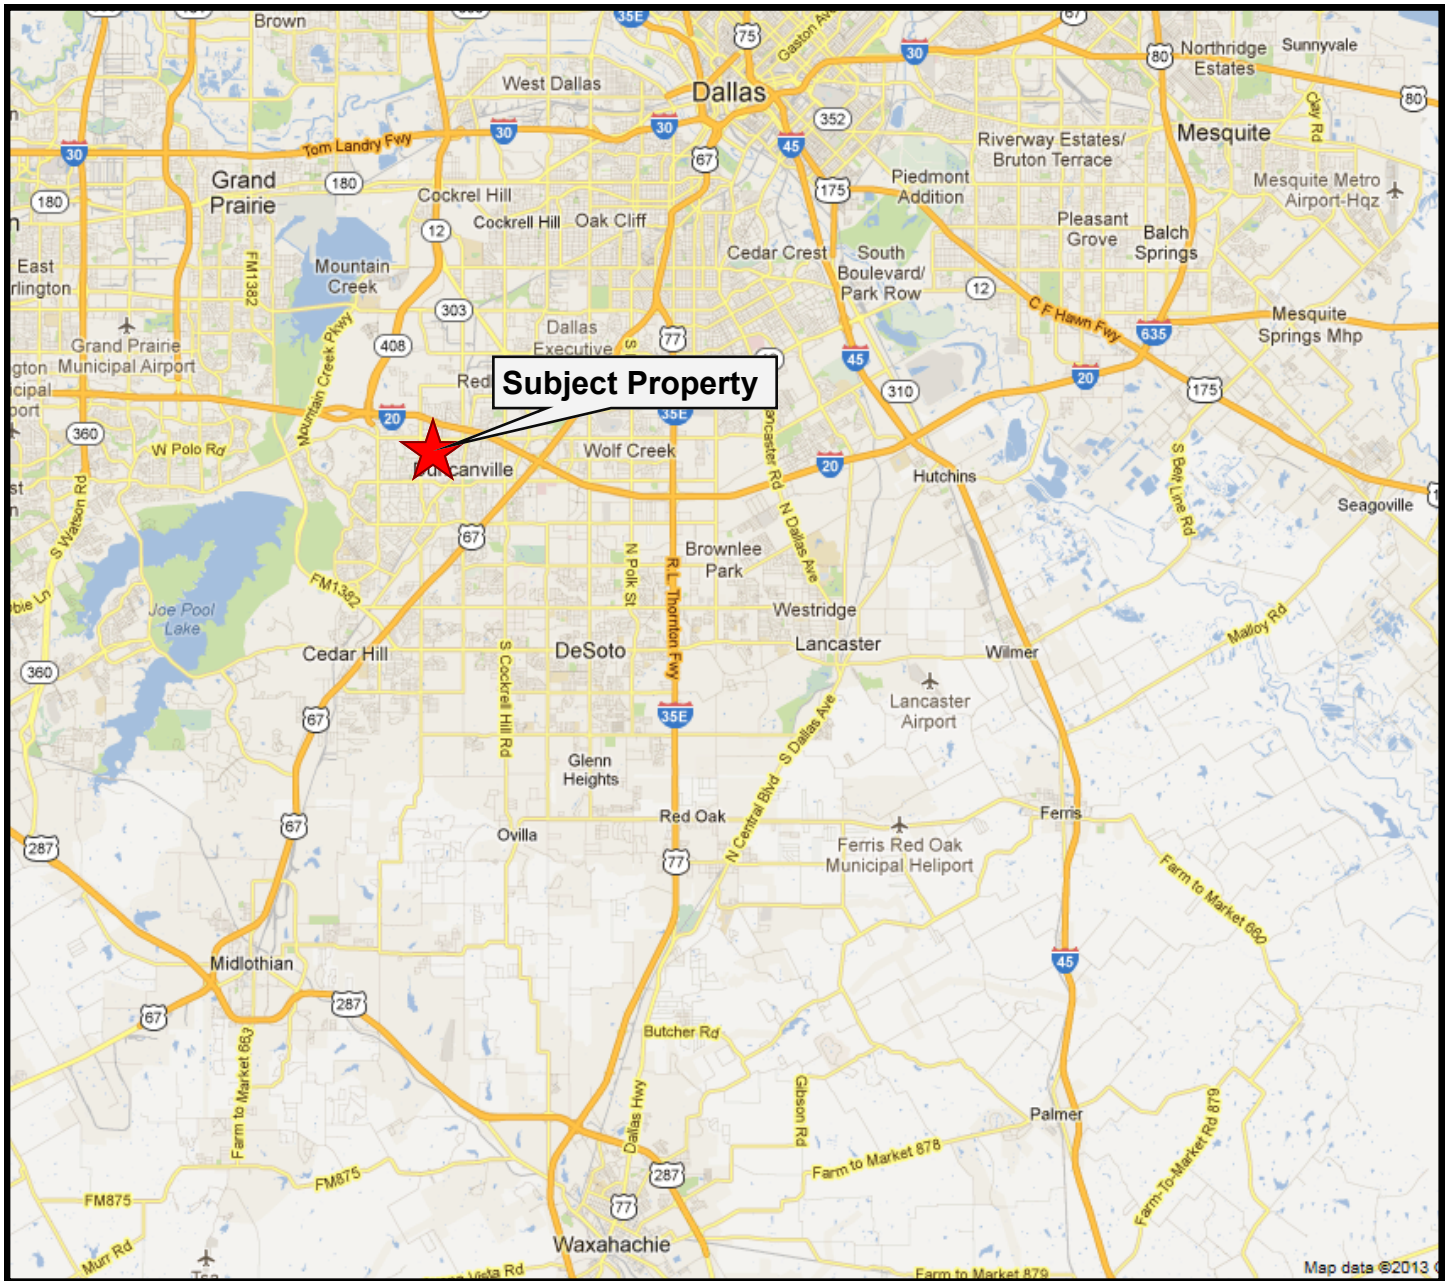 Brown
35E
67
75
Gaston Av
30
80
Northridge
Estates
Sunnyvale
West Dallas
Dallas
80
Clay Rd
352
30
30
45
Mesquite
Tom Landry Fwy
30
Riverway Estates/
Bruton Terrace
67
Grand
Prairie
180
175
Piedmont
Addition
Mesquite Metro
Airport-Hqz
180
Cockrel Hill
Cockrell Hill
Oak Cliff
Pleasant
Grove
Balch
Springs
12
Cedar Crest
South
Boulevard/
Park Row
East
rlington
FM1382
Mountain
Creek
12
303
C F Hawn Fwy
Mesquite
Springs Mhp
Dallas
Executive
77
635
Grand Prairie
Municipal Airport
408
Mountain Creek Pkwy
45
20
310
175
Subject Property
35E
20
360
W Polo Rd
Duncanville
Wolf Creek
20
Hutchins
S Belt Line Rd
Seagoville
S Watson Rd
67
N Dallas Ave
Brownlee
Park
N Polk St
R L Thornton Fwy
FM1382
Joe Pool
Lake
Westridge
Lancaster
Malloy Rd
Cedar Hill
S Cockrell Hill Rd
DeSoto
Wilmer
360
Lancaster
Airport
67
35E
S Dallas Ave
Glenn
Heights
67
Ovilla
Red Oak
N Central Blvd
Ferris
287
Ferris Red Oak
Municipal Heliport
77
Farm to Market 660
Midlothian
45
287
67
Farm to Market 663
Butcher Rd
Dallas Hwy
Gibson Rd
Palmer
Farm to Market 878
Farm-To-Market Rd 879
FM875
FM875
287
77
Waxahachie
Murr Rd
Vista Rd
Farm to Market 879
Map data ©2013